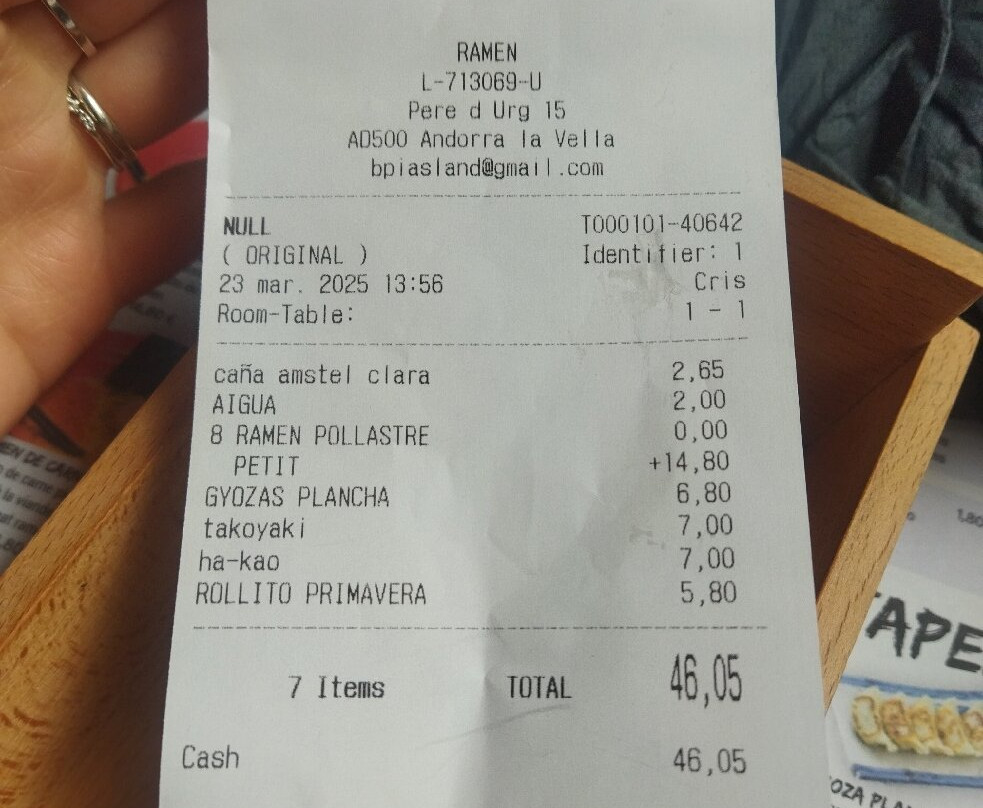 RAMEN
L-713069-U
Pere d Urg 15
AD500 Andorra la Vella
bpiasland@gmail.com
NULL T000101-40642
( ORIGINAL ) Identifier: 1
23 mar. 2025 13:56 Cris
Room-Table: 1 - 1
caña amstel clara 2,65
AIGUA 2,00
8 RAMEN POLLASTRE 0,00
PETIT +14,80
GYOZAS PLANCHA 6,80
takoyaki 7,00
ha-kao 7,00
ROLLITO PRIMAVERA 5,80
7 Items TOTAL 46,05
Cash 46,05